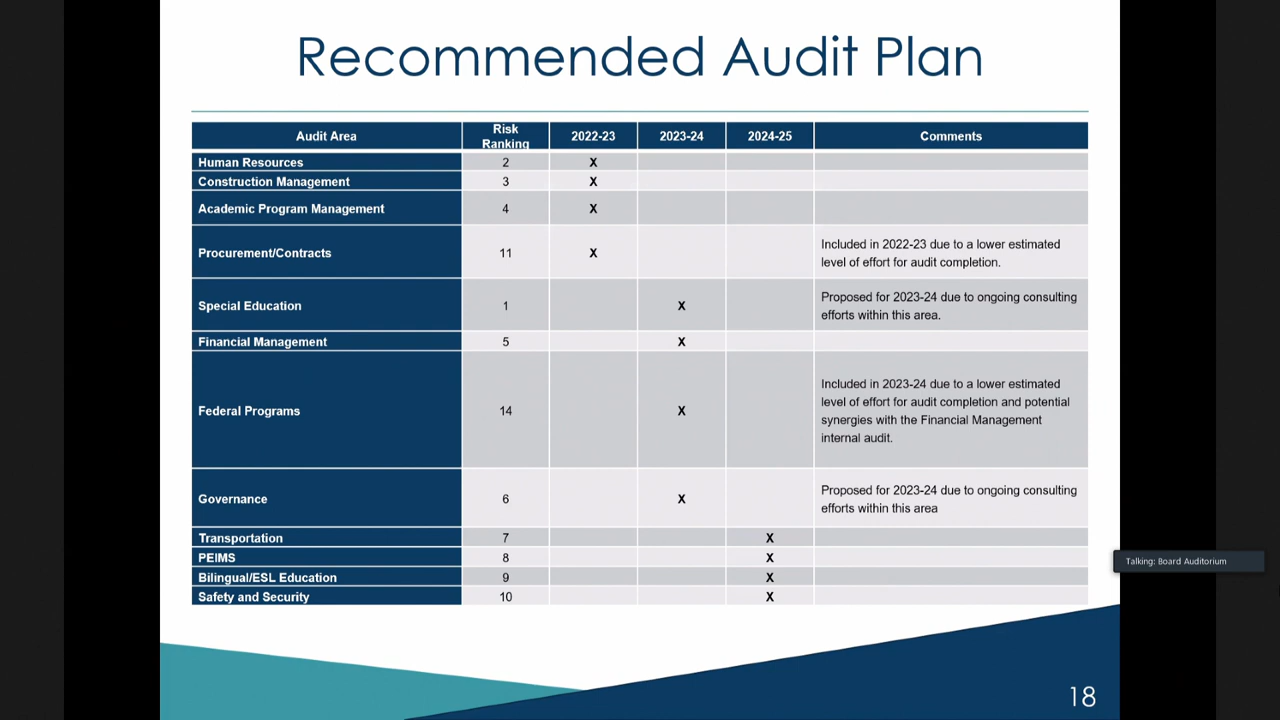 Recommended Audit Plan
Audit Area Risk Ranking 2022-23 2023-24 2024-25 Comments
Human Resources 2 X
Construction Management 3 X
Academic Program Management 4 X
Procurement/Contracts 11 X Included in 2022-23 due to a lower estimated
level of effort for audit completion.
Special Education 1 X Proposed for 2023-24 due to ongoing consulting
efforts within this area.
Financial Management 5 X
Federal Programs 14 X Included in 2023-24 due to a lower estimated
level of effort for audit completion and potential
synergies with the Financial Management
internal audit.
Governance 6 X Proposed for 2023-24 due to ongoing consulting
efforts within this area
Transportation 7 X
PEIMS 8 X
Bilingual/ESL Education 9 X
Safety and Security 10 X
Talking: Board Auditorium
18